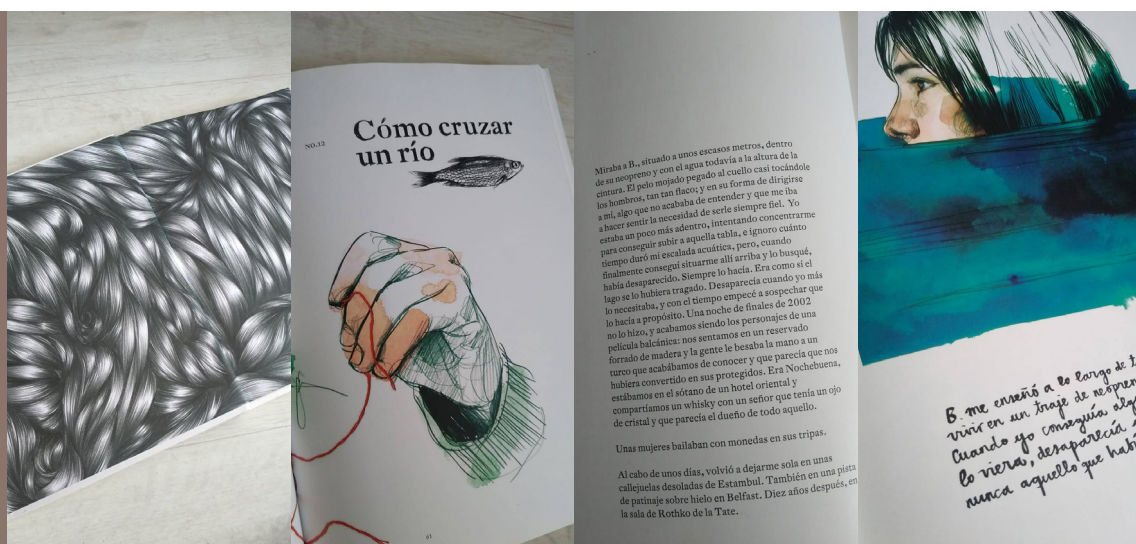 NO.12
Cómo cruzar
un río
61
Miraba a B., situado a unos escasos metros, dentro
de su neopreno y con el agua todavía a la altura de la
cintura. El pelo mojado pegado al cuello casi tocándole
los hombros, tan tan flaco; y en su forma de dirigirse
a mí, algo que no acababa de entender y que me iba
a hacer sentir la necesidad de serle siempre fiel. Yo
estaba un poco más adentro, intentando concentrarme
para conseguir subir a aquella tabla, e ignoro cuánto
tiempo duró mi escalada acuática, pero, cuando
finalmente conseguí situarme allí arriba y lo busqué,
había desaparecido. Siempre lo hacía. Era como si el
lago se lo hubiera tragado. Desaparecía cuando yo más
lo necesitaba, y con el tiempo empecé a sospechar que
lo hacía a propósito. Una noche de finales de 2002
no lo hizo, y acabamos siendo los personajes de una
película balcánica: nos sentamos en un reservado
forrado de madera y la gente le besaba la mano a un
turco que acabábamos de conocer y que parecía que nos
hubiera convertido en sus protegidos. Era Nochebuena,
estábamos en el sótano de un hotel oriental y
compartíamos un whisky con un señor que tenía un ojo
de cristal y que parecía el dueño de todo aquello.
Unas mujeres bailaban con monedas en sus tripas.
Al cabo de unos días, volvió a dejarme sola en unas
callejuelas desoladas de Estambul. También en una pista
de patinaje sobre hielo en Belfast. Diez años después, en
la sala de Rothko de la Tate.
B. me enseñó a lo largo de
vivir en un traje de
Cuando yo conseguía
lo viera, desaparecía
nunca aquello que